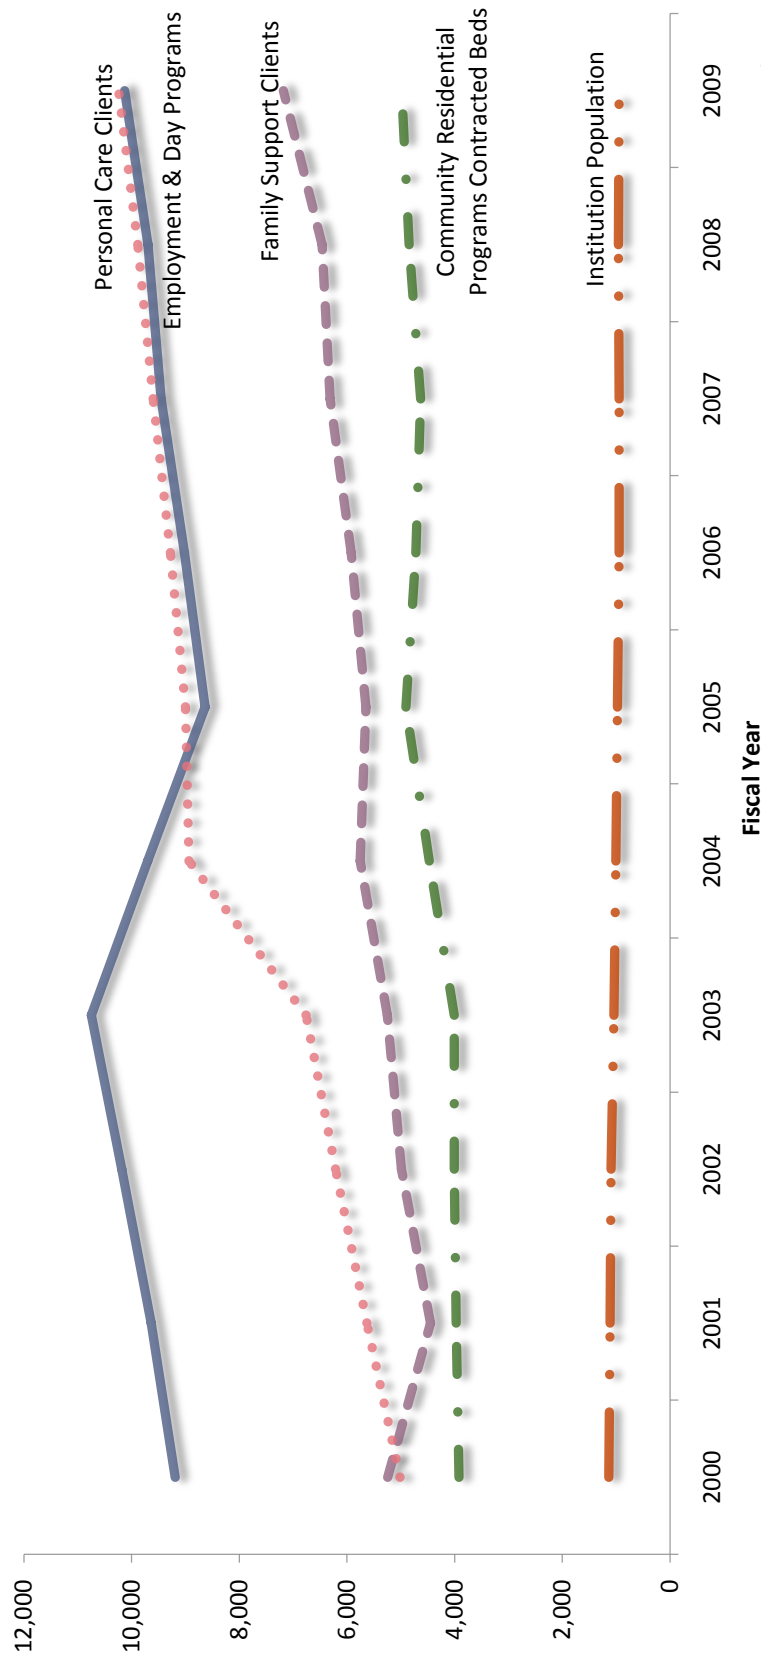 12,000
10,000
8,000
6,000
4,000
2,000
0
Personal Care Clients
Employment & Day Programs
Family Support Clients
Community Residential
Programs Contracted Beds
Institution Population
2000
2001
2002
2003
2004
2005
2006
2007
2008
2009
Fiscal Year